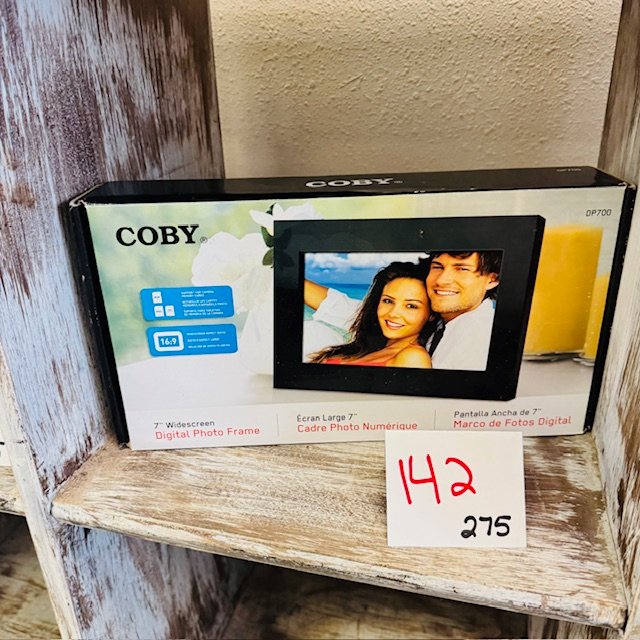 COBY®
DP700
COBY®
DP700
16:9
7" Widescreen
Digital Photo Frame
Écran Large 7"
Cadre Photo Numérique
Pantalla Ancha de 7"
Marco de Fotos Digital
142
275